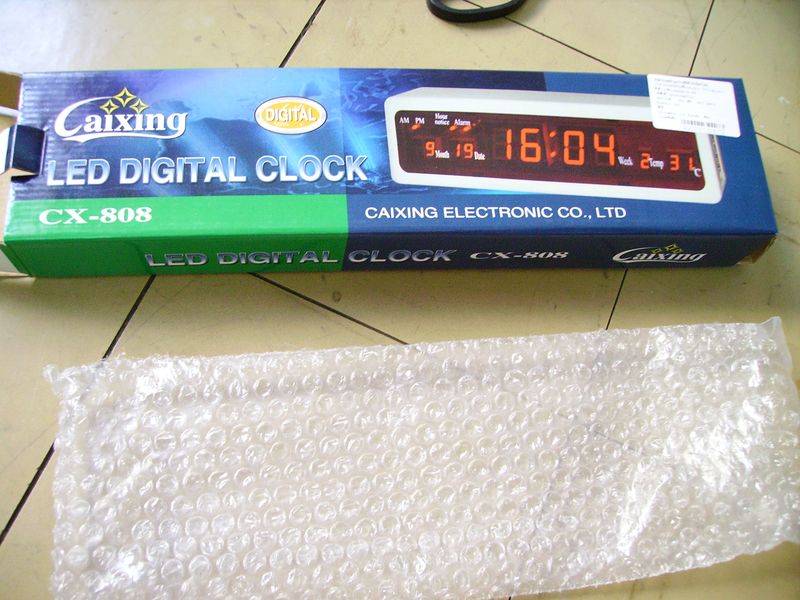 Caixing
DIGITAL
LED DIGITAL CLOCK
CX-808
AM PM Hour notice Alarm
9 Month 19 Date 16:04 Week 2 Temp 31 °C
CAIXING ELECTRONIC CO., LTD
LED DIGITAL CLOCK CX-808
Caixing